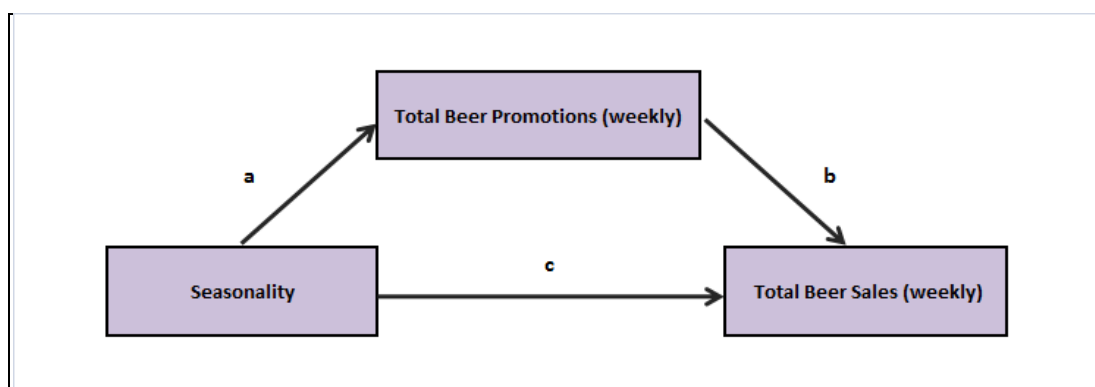 Total Beer Promotions (weekly)
a
b
Seasonality
c
Total Beer Sales (weekly)